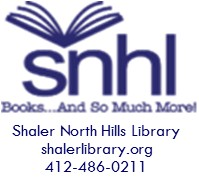 snhl
Books...And So Much More!
Shaler North Hills Library
shalerlibrary.org
412-486-0211